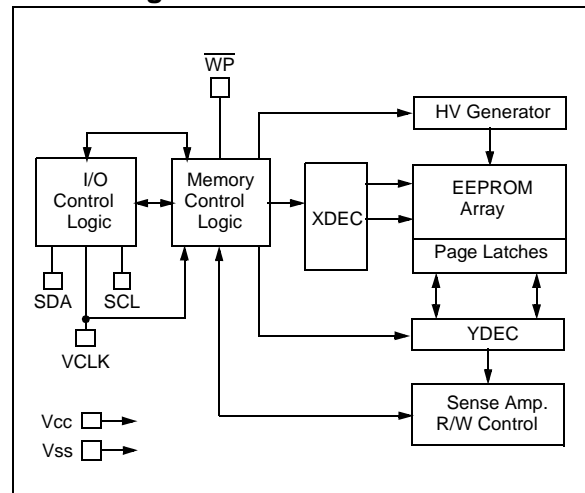 WP
HV Generator
I/O
Control
Logic
Memory
Control
Logic
XDEC
EEPROM
Array
Page Latches
SDA
SCL
VCLK
YDEC
Vcc
Vss
Sense Amp.
R/W Control